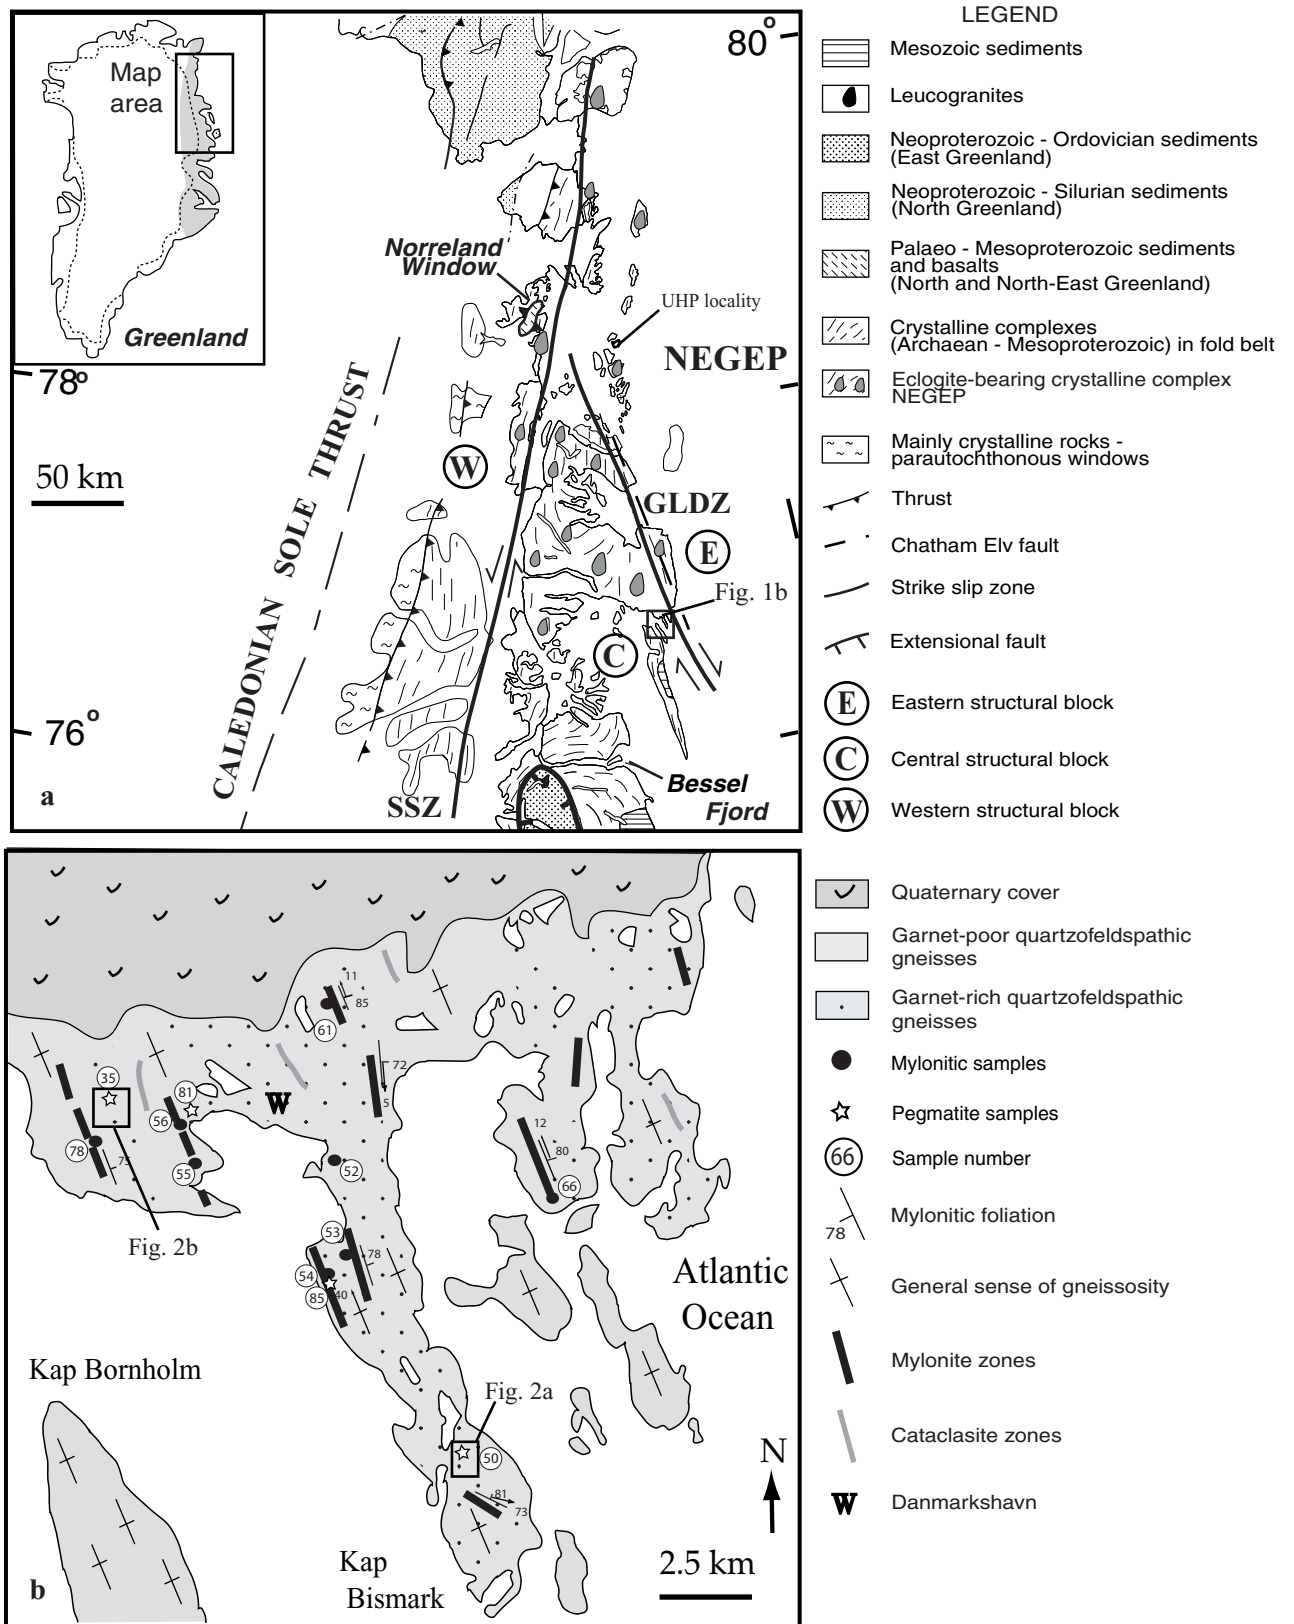 Map
area
Greenland
80°
78°
76°
50 km
CALEDONIAN SOLE THRUST
Norreland
Window
UHP locality
NEGEP
W
GLDZ
E
Fig. 1b
C
SSZ
Bessel
Fjord
a
LEGEND
Mesozoic sediments
Leucogranites
Neoproterozoic - Ordovician sediments
(East Greenland)
Neoproterozoic - Silurian sediments
(North Greenland)
Palaeo - Mesoproterozoic sediments
and basalts
(North and North-East Greenland)
Crystalline complexes
(Archaean - Mesoproterozoic) in fold belt
Eclogite-bearing crystalline complex
NEGEP
Mainly crystalline rocks -
parautochthonous windows
Thrust
Chatham Elv fault
Strike slip zone
Extensional fault
E Eastern structural block
C Central structural block
W Western structural block
11
85
61
72
5
35
81
56
78
75
55
W
52
12
80
66
Fig. 2b
53
78
54
85
40
Atlantic
Ocean
Kap Bornholm
Fig. 2a
50
81
73
N
Kap
Bismark
2.5 km
b
Quaternary cover
Garnet-poor quartzofeldspathic
gneisses
Garnet-rich quartzofeldspathic
gneisses
Mylonitic samples
Pegmatite samples
66 Sample number
78 Mylonitic foliation
General sense of gneissosity
Mylonite zones
Cataclasite zones
W Danmarkshavn